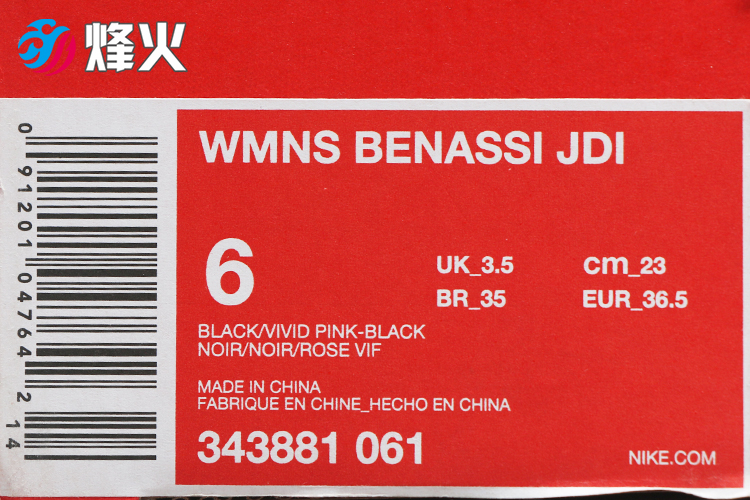 烽火
WMNS BENASSI JDI
6
UK_3.5
cm_23
BR_35
EUR_36.5
BLACK/VIVID PINK-BLACK
NOIR/NOIR/ROSE VIF
MADE IN CHINA
FABRIQUE EN CHINE_HECHO EN CHINA
343881 061
NIKE.COM
0 91201 04764 2 14